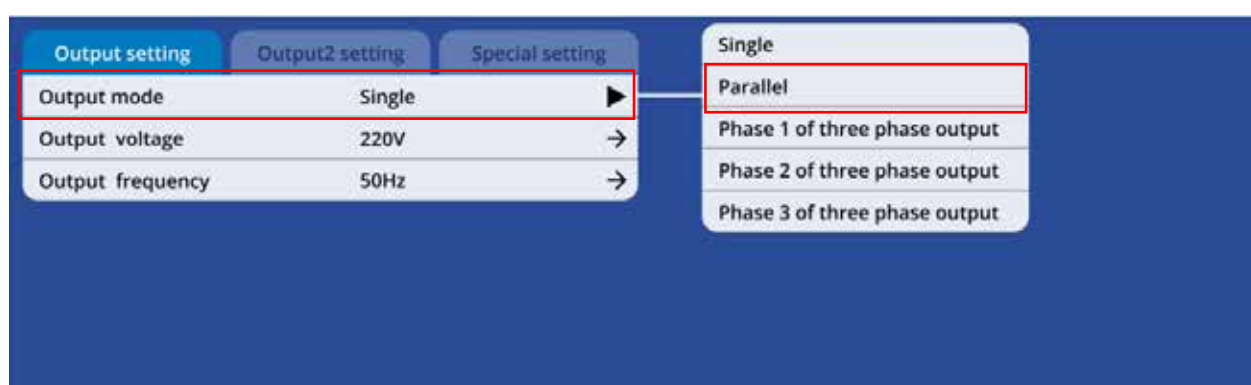 Output setting Output2 setting Special setting
Output mode Single
Output voltage 220V
Output frequency 50Hz
Single
Parallel
Phase 1 of three phase output
Phase 2 of three phase output
Phase 3 of three phase output